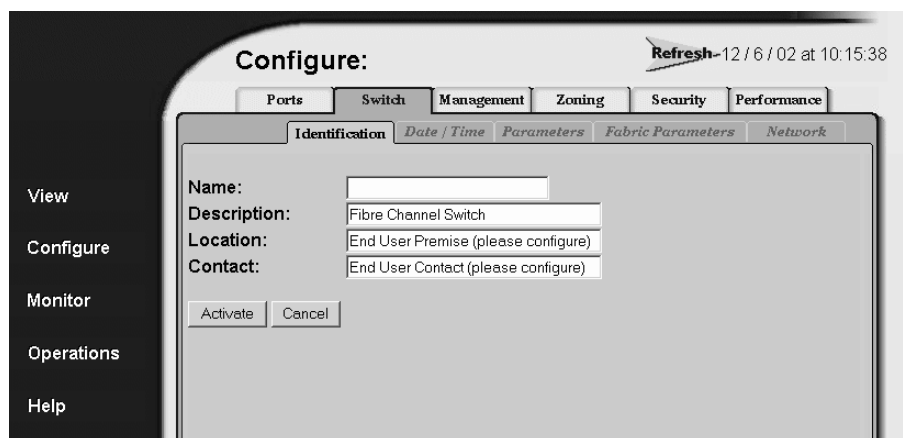 Configure:
Refresh-12 / 6 / 02 at 10:15:38
Ports Switch Management Zoning Security Performance
Identification Date / Time Parameters Fabric Parameters Network
View
Configure
Monitor
Operations
Help
Name:
Description: Fibre Channel Switch
Location: End User Premise (please configure)
Contact: End User Contact (please configure)
Activate Cancel